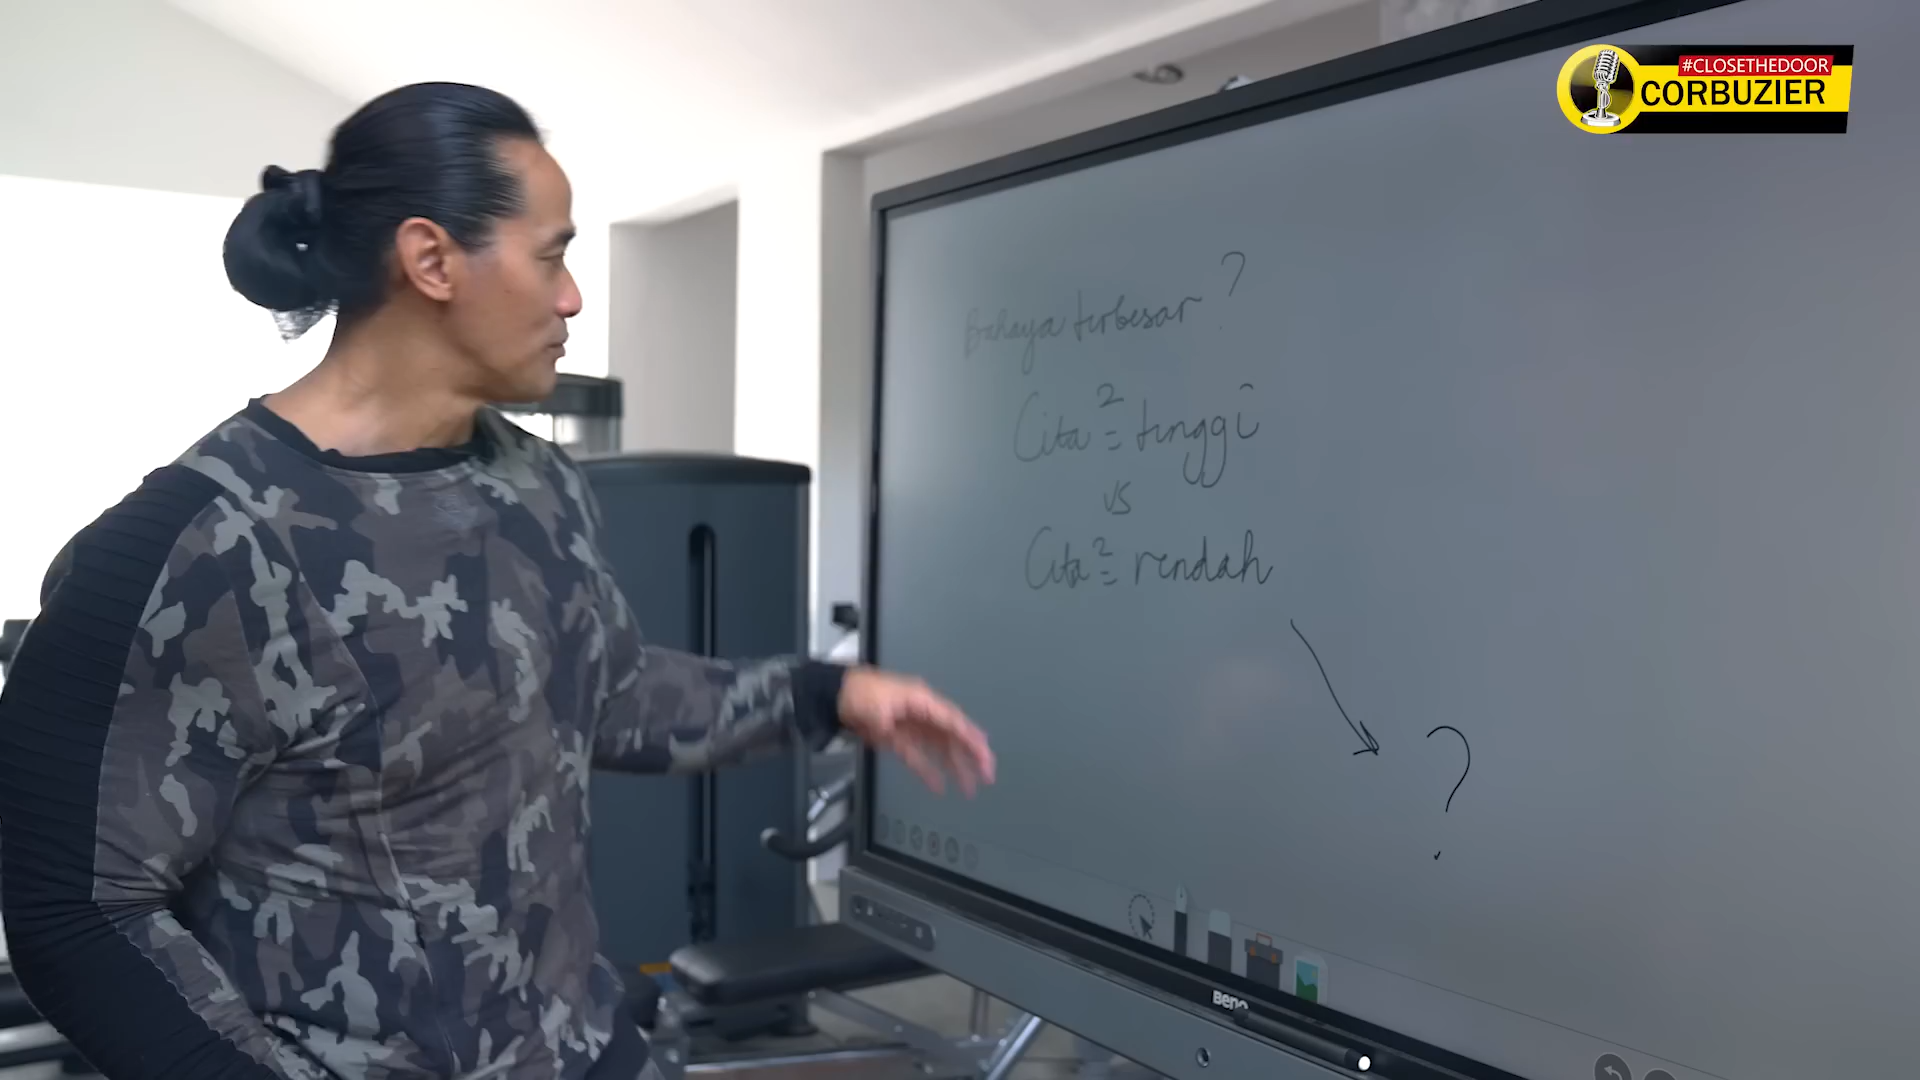 #CLOSETHEDOOR
CORBUZIER
Bahaya terbesar?
Cita² = tinggi
vs
Cita² = rendah
?
BenQ